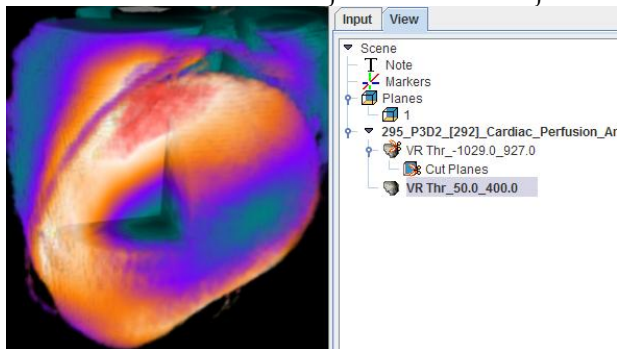 Input View
Scene
Note
Markers
Planes
1
295_P3D2_[292]_Cardiac_Perfusion_Ar
VR Thr_-1029.0_927.0
Cut Planes
VR Thr_50.0_400.0